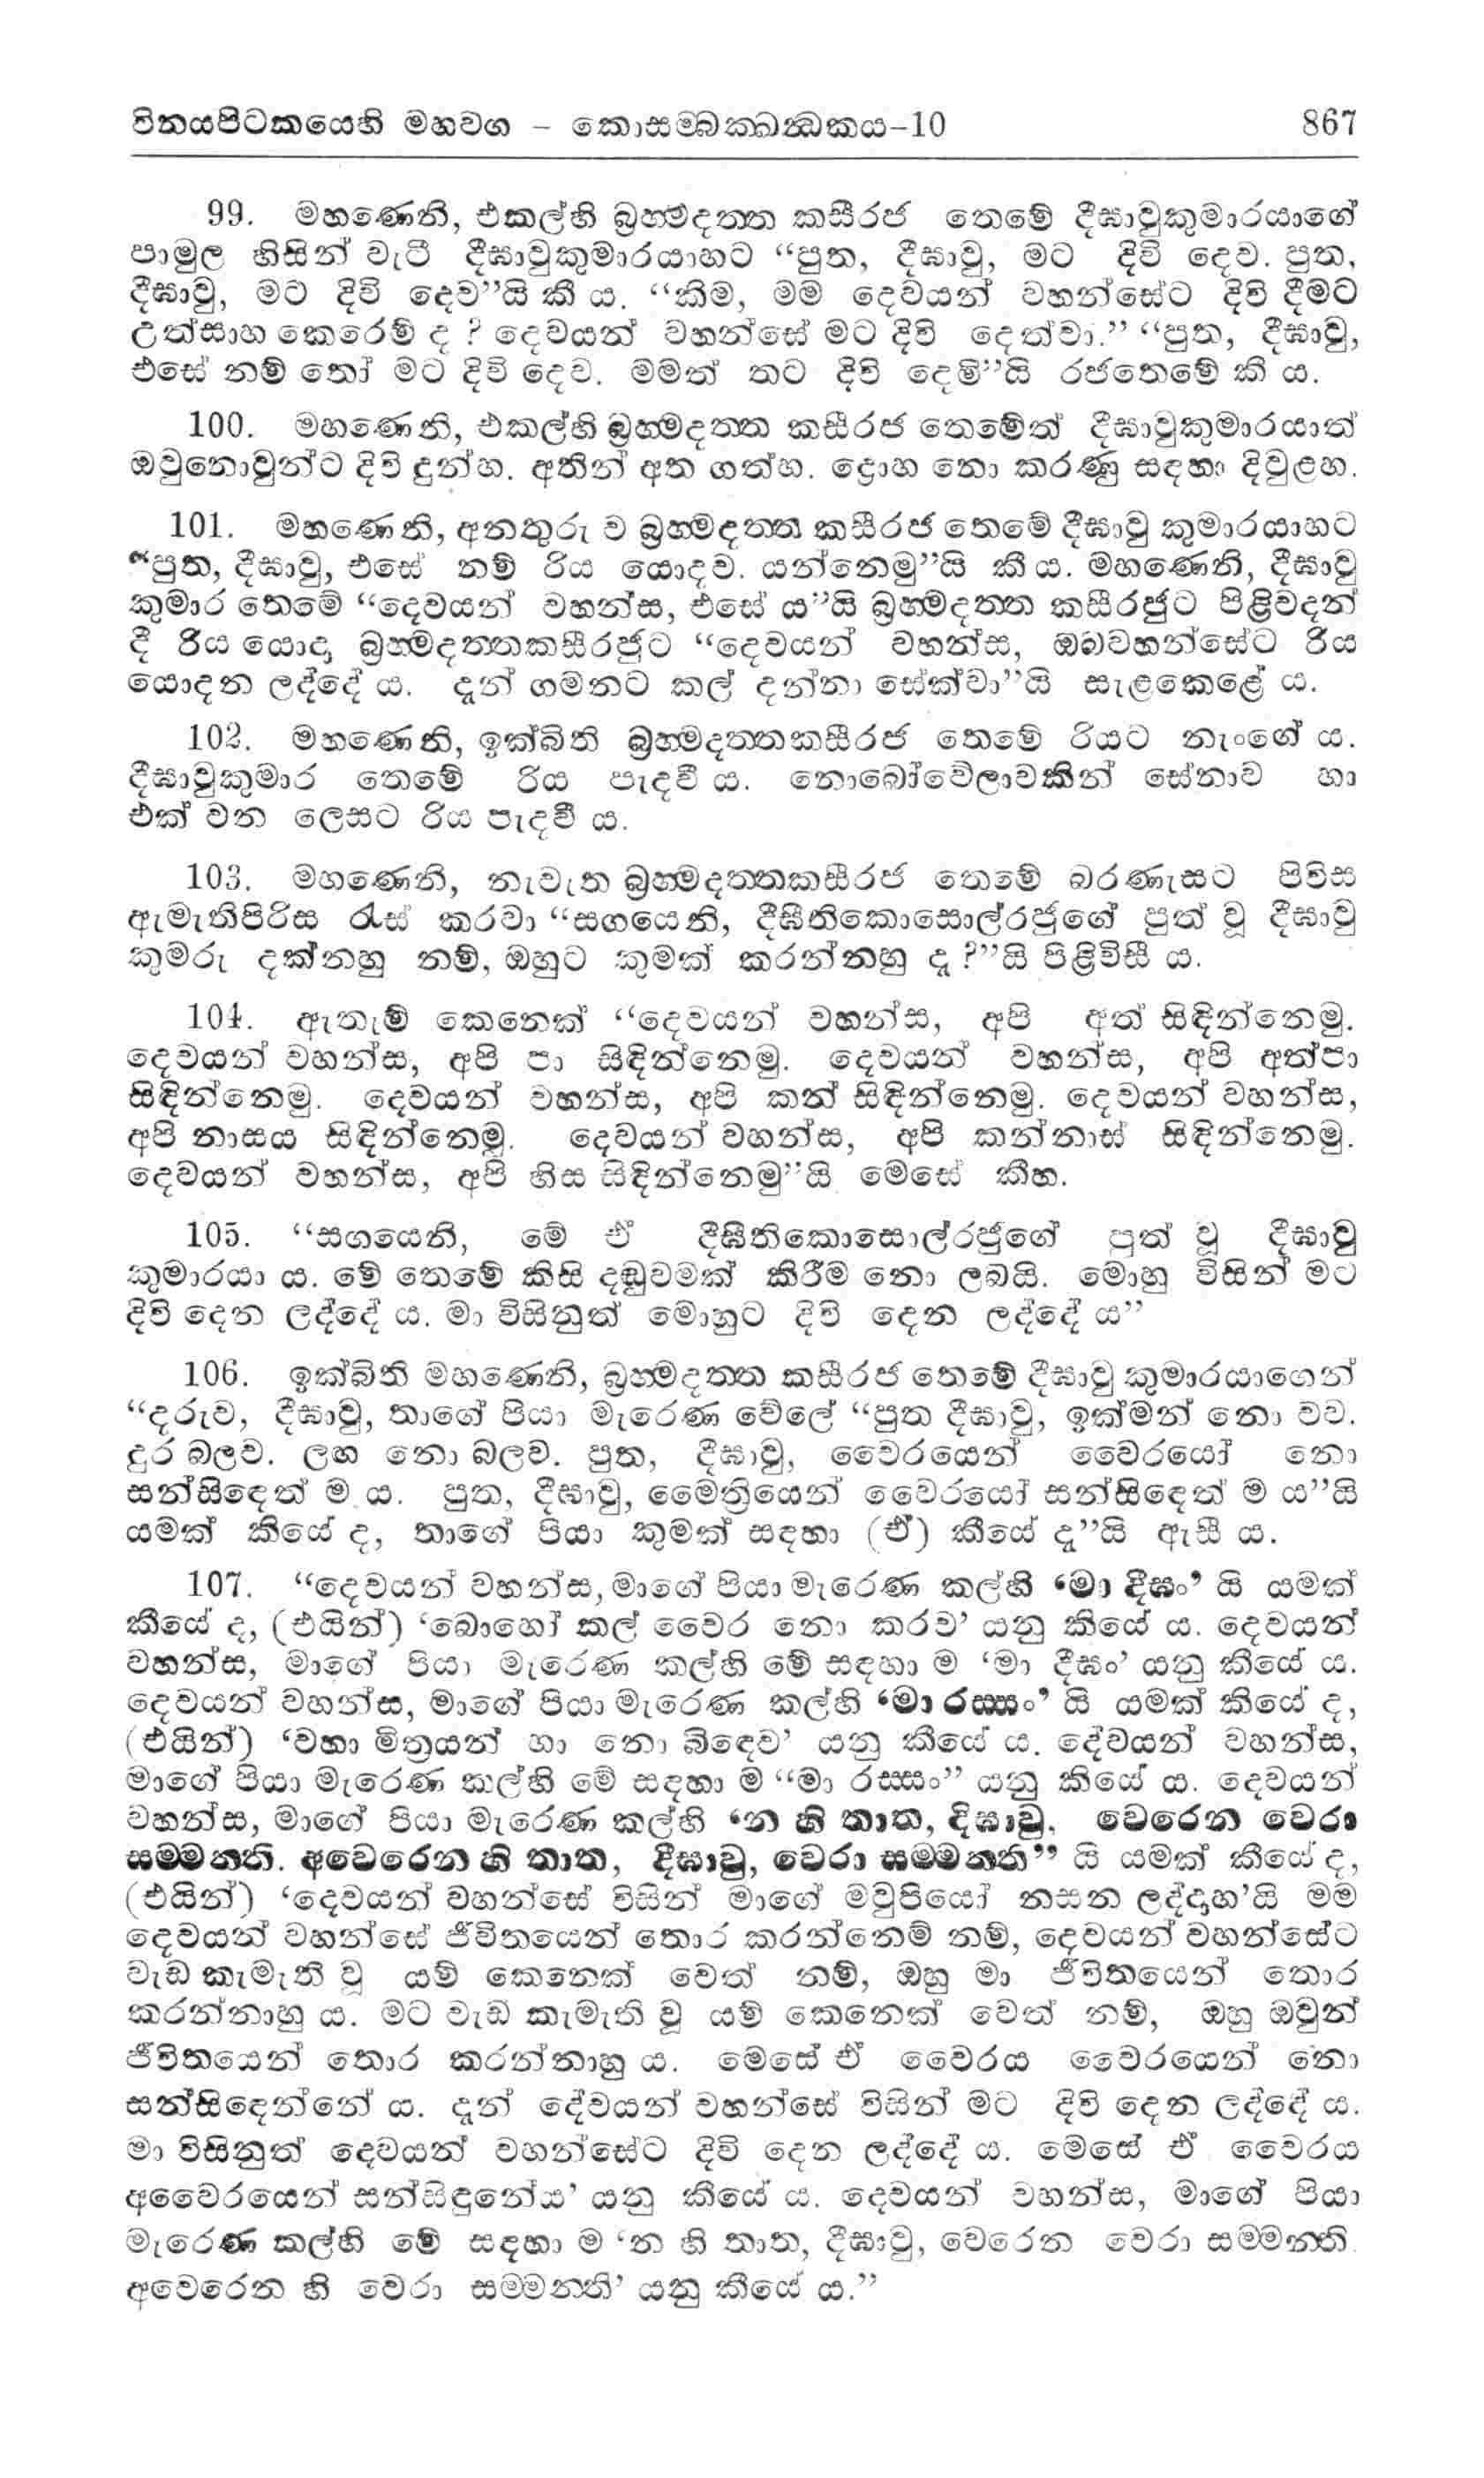 විනයපිටකයෙහි මහවග - කොසම්බක්ඛන්ධකය-10 867
99. මහණෙනි, එකල්හි බ්‍රහ්මදත්ත කසීරජ තෙමේ දීඝාවුකුමාරයාගේ
පාමුල හිසින් වැටී දීඝාවුකුමාරයාහට “පුත, දීඝාවු, මට දිවි දෙව. පුත,
දීඝාවු, මට දිවි දෙව”යි කී ය. “කිම, මම දෙවයන් වහන්සේට දිවි දීමට
උත්සාහ කෙරෙම් ද ? දෙවයන් වහන්සේ මට දිවි දෙත්වා.” “පුත, දීඝාවු,
එසේ නම් තෝ මට දිවි දෙව. මමත් තට දිවි දෙමි”යි රජතෙමේ කී ය.
100. මහණෙනි, එකල්හි බ්‍රහ්මදත්ත කසීරජ තෙමේත් දීඝාවුකුමාරයාත්
ඔවුනොවුන්ට දිවි දුන්හ. අතින් අත ගත්හ. ද්‍රොහ නො කරණු සඳහා දිවුළහ.
101. මහණෙනි, අනතුරු ව බ්‍රහ්මදත්ත කසීරජ තෙමේ දීඝාවු කුමාරයාහට
“පුත, දීඝාවු, එසේ නම් රිය යොදව. යන්නෙමු”යි කී ය. මහණෙනි, දීඝාවු
කුමාර තෙමේ “දෙවයන් වහන්ස, එසේ ය”යි බ්‍රහ්මදත්ත කසීරජුට පිළිවදන්
දී රිය යොදා බ්‍රහ්මදත්තකසීරජුට “දෙවයන් වහන්ස, ඔබවහන්සේට රිය
යොදන ලද්දේ ය. දැන් ගමනට කල් දන්නා සේක්වා”යි සැළකෙළේ ය.
102. මහණෙනි, ඉක්බිති බ්‍රහ්මදත්තකසීරජ තෙමේ රියට නැංගේ ය.
දීඝාවුකුමාර තෙමේ රිය පැදවී ය. නොබෝවේලාවකින් සේනාව හා
එක් වන ලෙසට රිය පැදවී ය.
103. මහණෙනි, නැවැත බ්‍රහ්මදත්තකසීරජ තෙමේ බරණැසට පිවිස
ඇමැතිපිරිස රැස් කරවා “සගයෙනි, දීඝීතිකොසොල්රජුගේ පුත් වූ දීඝාවු
කුමරු දක්නහු නම්, ඔහුට කුමක් කරන්නහු ද ?”යි පිළිවිසී ය.
104. ඇතැම් කෙනෙක් “දෙවයන් වහන්ස, අපි අත් සිඳින්නෙමු.
දෙවයන් වහන්ස, අපි පා සිඳින්නෙමු. දෙවයන් වහන්ස, අපි අත්පා
සිඳින්නෙමු. දෙවයන් වහන්ස, අපි කන් සිඳින්නෙමු. දෙවයන් වහන්ස,
අපි නාසය සිඳින්නෙමු. දෙවයන් වහන්ස, අපි කන්නාස් සිඳින්නෙමු.
දෙවයන් වහන්ස, අපි හිස සිඳින්නෙමු”යි මෙසේ කීහ.
105. “සගයෙනි, මේ ඒ දීඝීතිකොසොල්රජුගේ පුත් වූ දීඝාවු
කුමාරයා ය. මේ තෙමේ කිසි දඬුවමක් කිරීම නො ලබයි. මොහු විසින් මට
දිවි දෙන ලද්දේ ය. මා විසිනුත් මොහුට දිවි දෙන ලද්දේ ය”
106. ඉක්බිති මහණෙනි, බ්‍රහ්මදත්ත කසීරජ තෙමේ දීඝාවු කුමාරයාගෙන්
“දරුව, දීඝාවු, තාගේ පියා මැරෙණ වේලේ “පුත දීඝාවු, ඉක්මන් නො වව.
දුර බලව. ලඟ නො බලව. පුත, දීඝාවු, වෛරයෙන් වෛරයෝ නො
සන්සිඳෙත් ම ය. පුත, දීඝාවු, මෛත්‍රියෙන් වෛරයෝ සන්සිඳෙත් ම ය”යි
යමක් කීයේ ද, තාගේ පියා කුමක් සඳහා (ඒ) කීයේ ද”යි ඇසී ය.
107. “දෙවයන් වහන්ස, මාගේ පියා මැරෙණ කල්හි ‘මා දීඝං’ යි යමක්
කීයේ ද, (එයින්) ‘බොහෝ කල් වෛර නො කරව’ යනු කීයේ ය. දෙවයන්
වහන්ස, මාගේ පියා මැරෙණ කල්හි මේ සඳහා ම ‘මා දීඝං’ යනු කීයේ ය.
දෙවයන් වහන්ස, මාගේ පියා මැරෙණ කල්හි ‘මා රස්සං’ යි යමක් කීයේ ද,
(එයින්) ‘වහා මිත්‍රයන් හා නො බිඳෙව’ යනු කීයේ ය. දේවයන් වහන්ස,
මාගේ පියා මැරෙණ කල්හි මේ සඳහා ම “මා රස්සං” යනු කීයේ ය. දෙවයන්
වහන්ස, මාගේ පියා මැරෙණ කල්හි ‘න හි තාත, දීඝාවු, වෙරෙන වෙරා
සම්මන්ති. අවෙරෙන හි තාත, දීඝාවු, වෙරා සම්මන්ති” යි යමක් කීයේ ද,
(එයින්) ‘දෙවයන් වහන්සේ විසින් මාගේ මවුපියෝ නසන ලද්දාහ’යි මම
දෙවයන් වහන්සේ ජීවිතයෙන් තොර කරන්නෙම් නම්, දෙවයන් වහන්සේට
වැඩ කැමැති වූ යම් කෙනෙක් වෙත් නම්, ඔහු මා ජීවිතයෙන් තොර
කරන්නාහු ය. මට වැඩ කැමැති වූ යම් කෙනෙක් වෙත් නම්, ඔහු ඔවුන්
ජීවිතයෙන් තොර කරන්නාහු ය. මෙසේ ඒ වෛරය වෛරයෙන් නො
සන්සිඳෙන්නේ ය. දැන් දේවයන් වහන්සේ විසින් මට දිවි දෙන ලද්දේ ය.
මා විසිනුත් දෙවයන් වහන්සේට දිවි දෙන ලද්දේ ය. මෙසේ ඒ වෛරය
අවෛරයෙන් සන්සිඳුනේය’ යනු කීයේ ය. දෙවයන් වහන්ස, මාගේ පියා
මැරෙණ කල්හි මේ සඳහා ම ‘න හි තාත, දීඝාවු, වෙරෙන වෙරා සම්මන්ති.
අවෙරෙන හි වෙරා සම්මන්ති’ යනු කීයේ ය.”